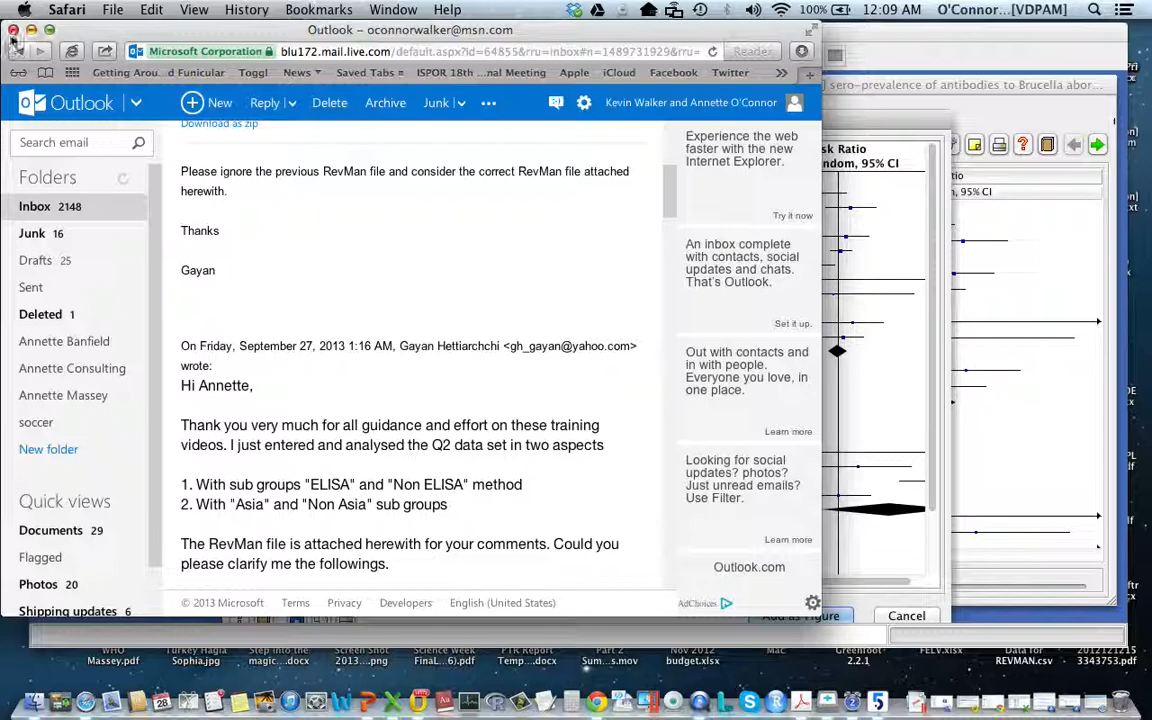 Safari File Edit View History Bookmarks Window Help 100% 12:09 AM O'Connor... [VDPAM]
Outlook – oconnorwalker@msn.com
Microsoft Corporation blu172.mail.live.com/default.aspx?id=64855&rru=inbox#n=1489731929&rru= Reader
Getting Arou...d Funicular Toggl News Saved Tabs ISPOR 18th ...nal Meeting Apple iCloud Facebook Twitter
] sero-prevalence of antibodies to Brucella abor...
Outlook New Reply Delete Archive Junk ••• Kevin Walker and Annette O'Connor
Download as zip
Search email
Folders
Inbox 2148
Junk 16
Drafts 25
Sent
Deleted 1
Annette Banfield
Annette Consulting
Annette Massey
soccer
New folder
Quick views
Documents 29
Flagged
Photos 20
Shipping updates 6
Please ignore the previous RevMan file and consider the correct RevMan file attached
herewith.
Thanks
Gayan
On Friday, September 27, 2013 1:16 AM, Gayan Hettiarchchi <gh_gayan@yahoo.com>
wrote:
Hi Annette,
Thank you very much for all guidance and effort on these training
videos. I just entered and analysed the Q2 data set in two aspects
1. With sub groups "ELISA" and "Non ELISA" method
2. With "Asia" and "Non Asia" sub groups
The RevMan file is attached herewith for your comments. Could you
please clarify me the followings.
© 2013 Microsoft Terms Privacy Developers English (United States)
Experience the web
faster with the new
Internet Explorer.
Try it now
An inbox complete
with contacts, social
updates and chats.
That's Outlook.
Set it up.
Out with contacts and
in with people.
Everyone you love, in
one place.
Learn more
Looking for social
updates? photos?
Just unread emails?
Use Filter.
Learn more
Outlook.com
AdChoices
sk Ratio
ndom, 95% CI
tio
, 95% CI
Add as Figure Cancel
WHO
Massey.pdf
Turkey Hagia
Sophia.jpg
Step into the
magic...docx
Screen Shot
2013....png
Science Week
FinaL...6).pdf
PTK Report
Temp...docx
Part 2
Sum...s.mov
Nov 2012
budget.xlsx
Mac
Greenfoot
2.2.1
FELV.xlsx
DATA for
REVMAN.csv
2012121215
3343753.pdf